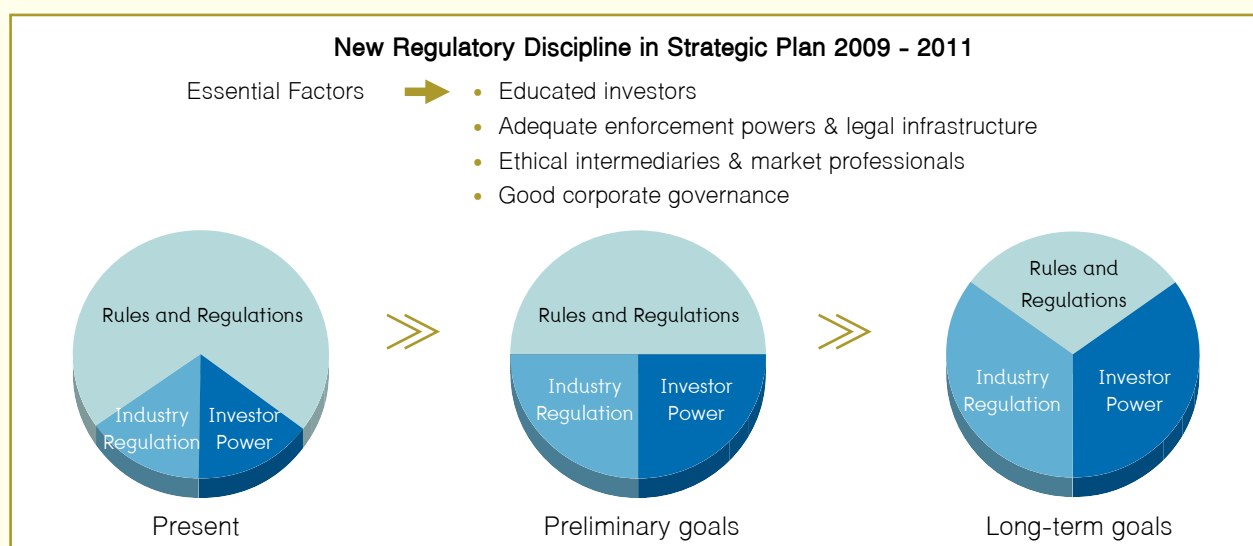 New Regulatory Discipline in Strategic Plan 2009 - 2011
Essential Factors
• Educated investors
• Adequate enforcement powers & legal infrastructure
• Ethical intermediaries & market professionals
• Good corporate governance
Rules and Regulations
Industry
Regulation
Investor
Power
Present
Rules and Regulations
Industry
Regulation
Investor
Power
Preliminary goals
Rules and
Regulations
Industry
Regulation
Investor
Power
Long-term goals